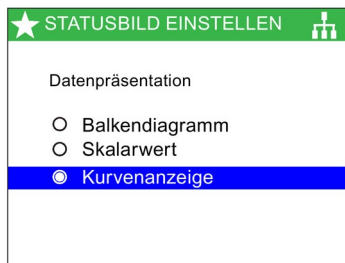 STATUSBILD EINSTELLEN
Datenpräsentation
Balkendiagramm
Skalarwert
Kurvenanzeige